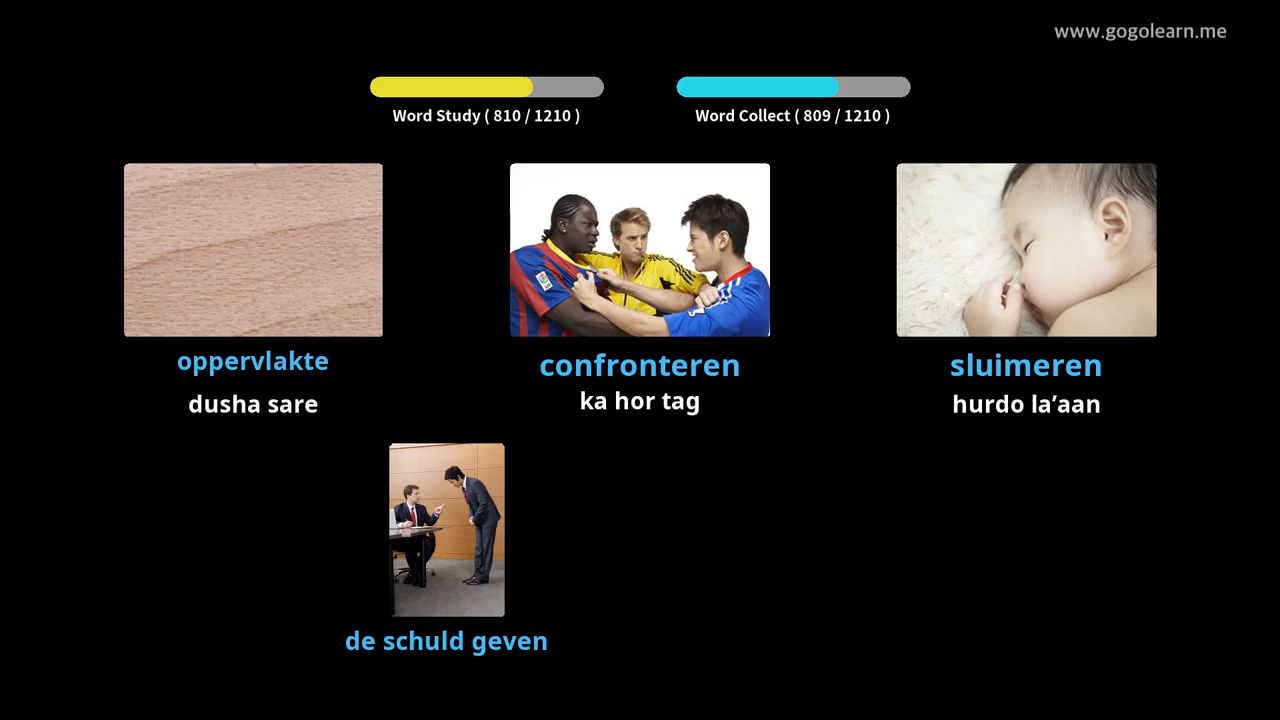 www.gogolearn.me
Word Study ( 810 / 1210 )
Word Collect ( 809 / 1210 )
oppervlakte
dusha sare
confronteren
ka hor tag
sluimeren
hurdo la’aan
de schuld geven